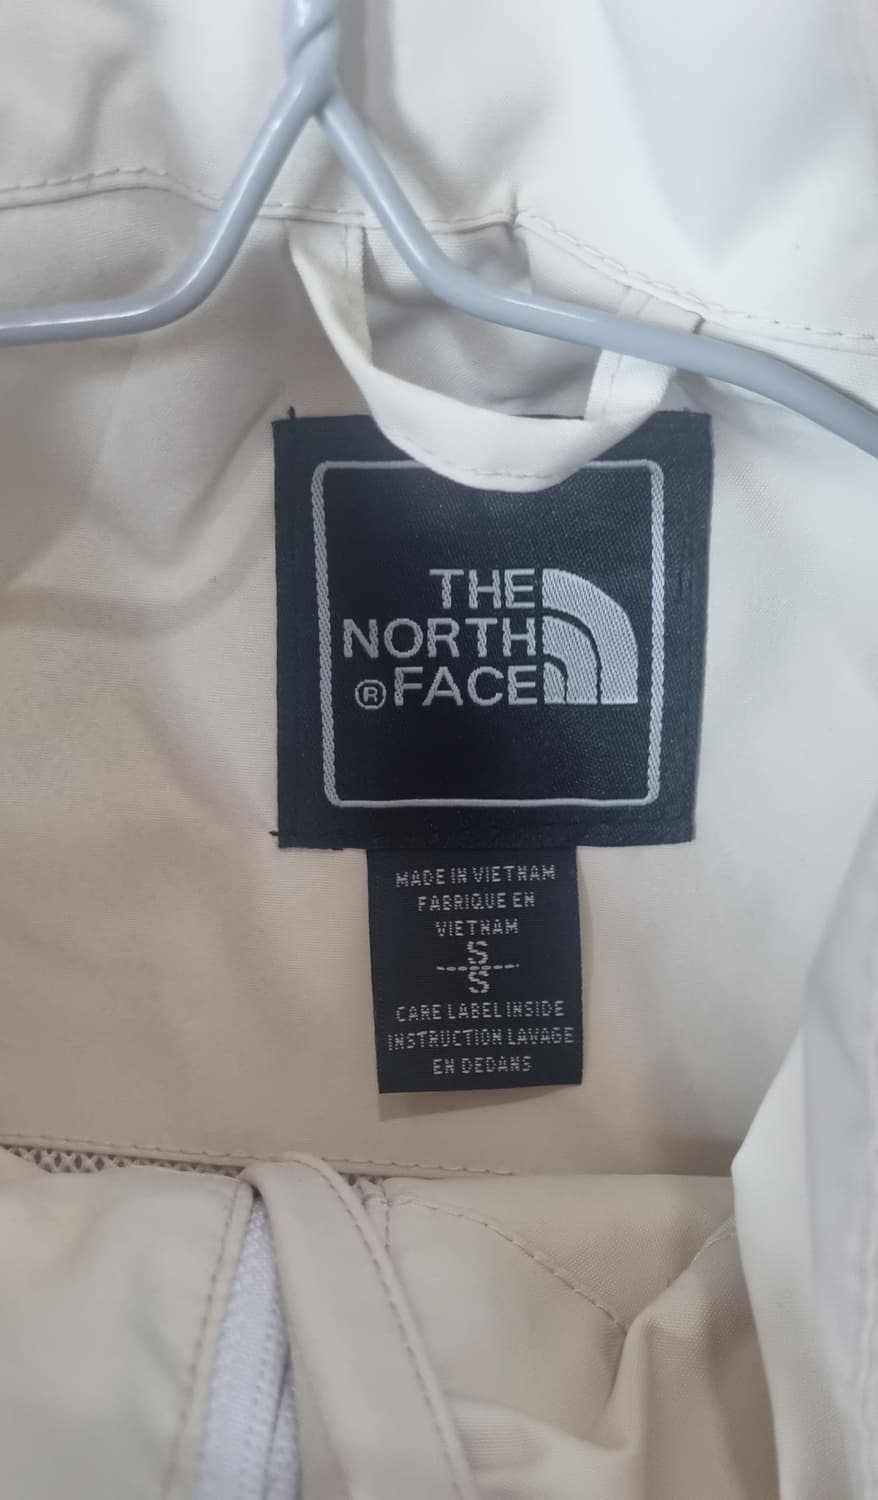 THE
NORTH
® FACE
MADE IN VIETNAM
FABRIQUE EN
VIETNAM
S
S
CARE LABEL INSIDE
INSTRUCTION LAVAGE
EN DEDANS